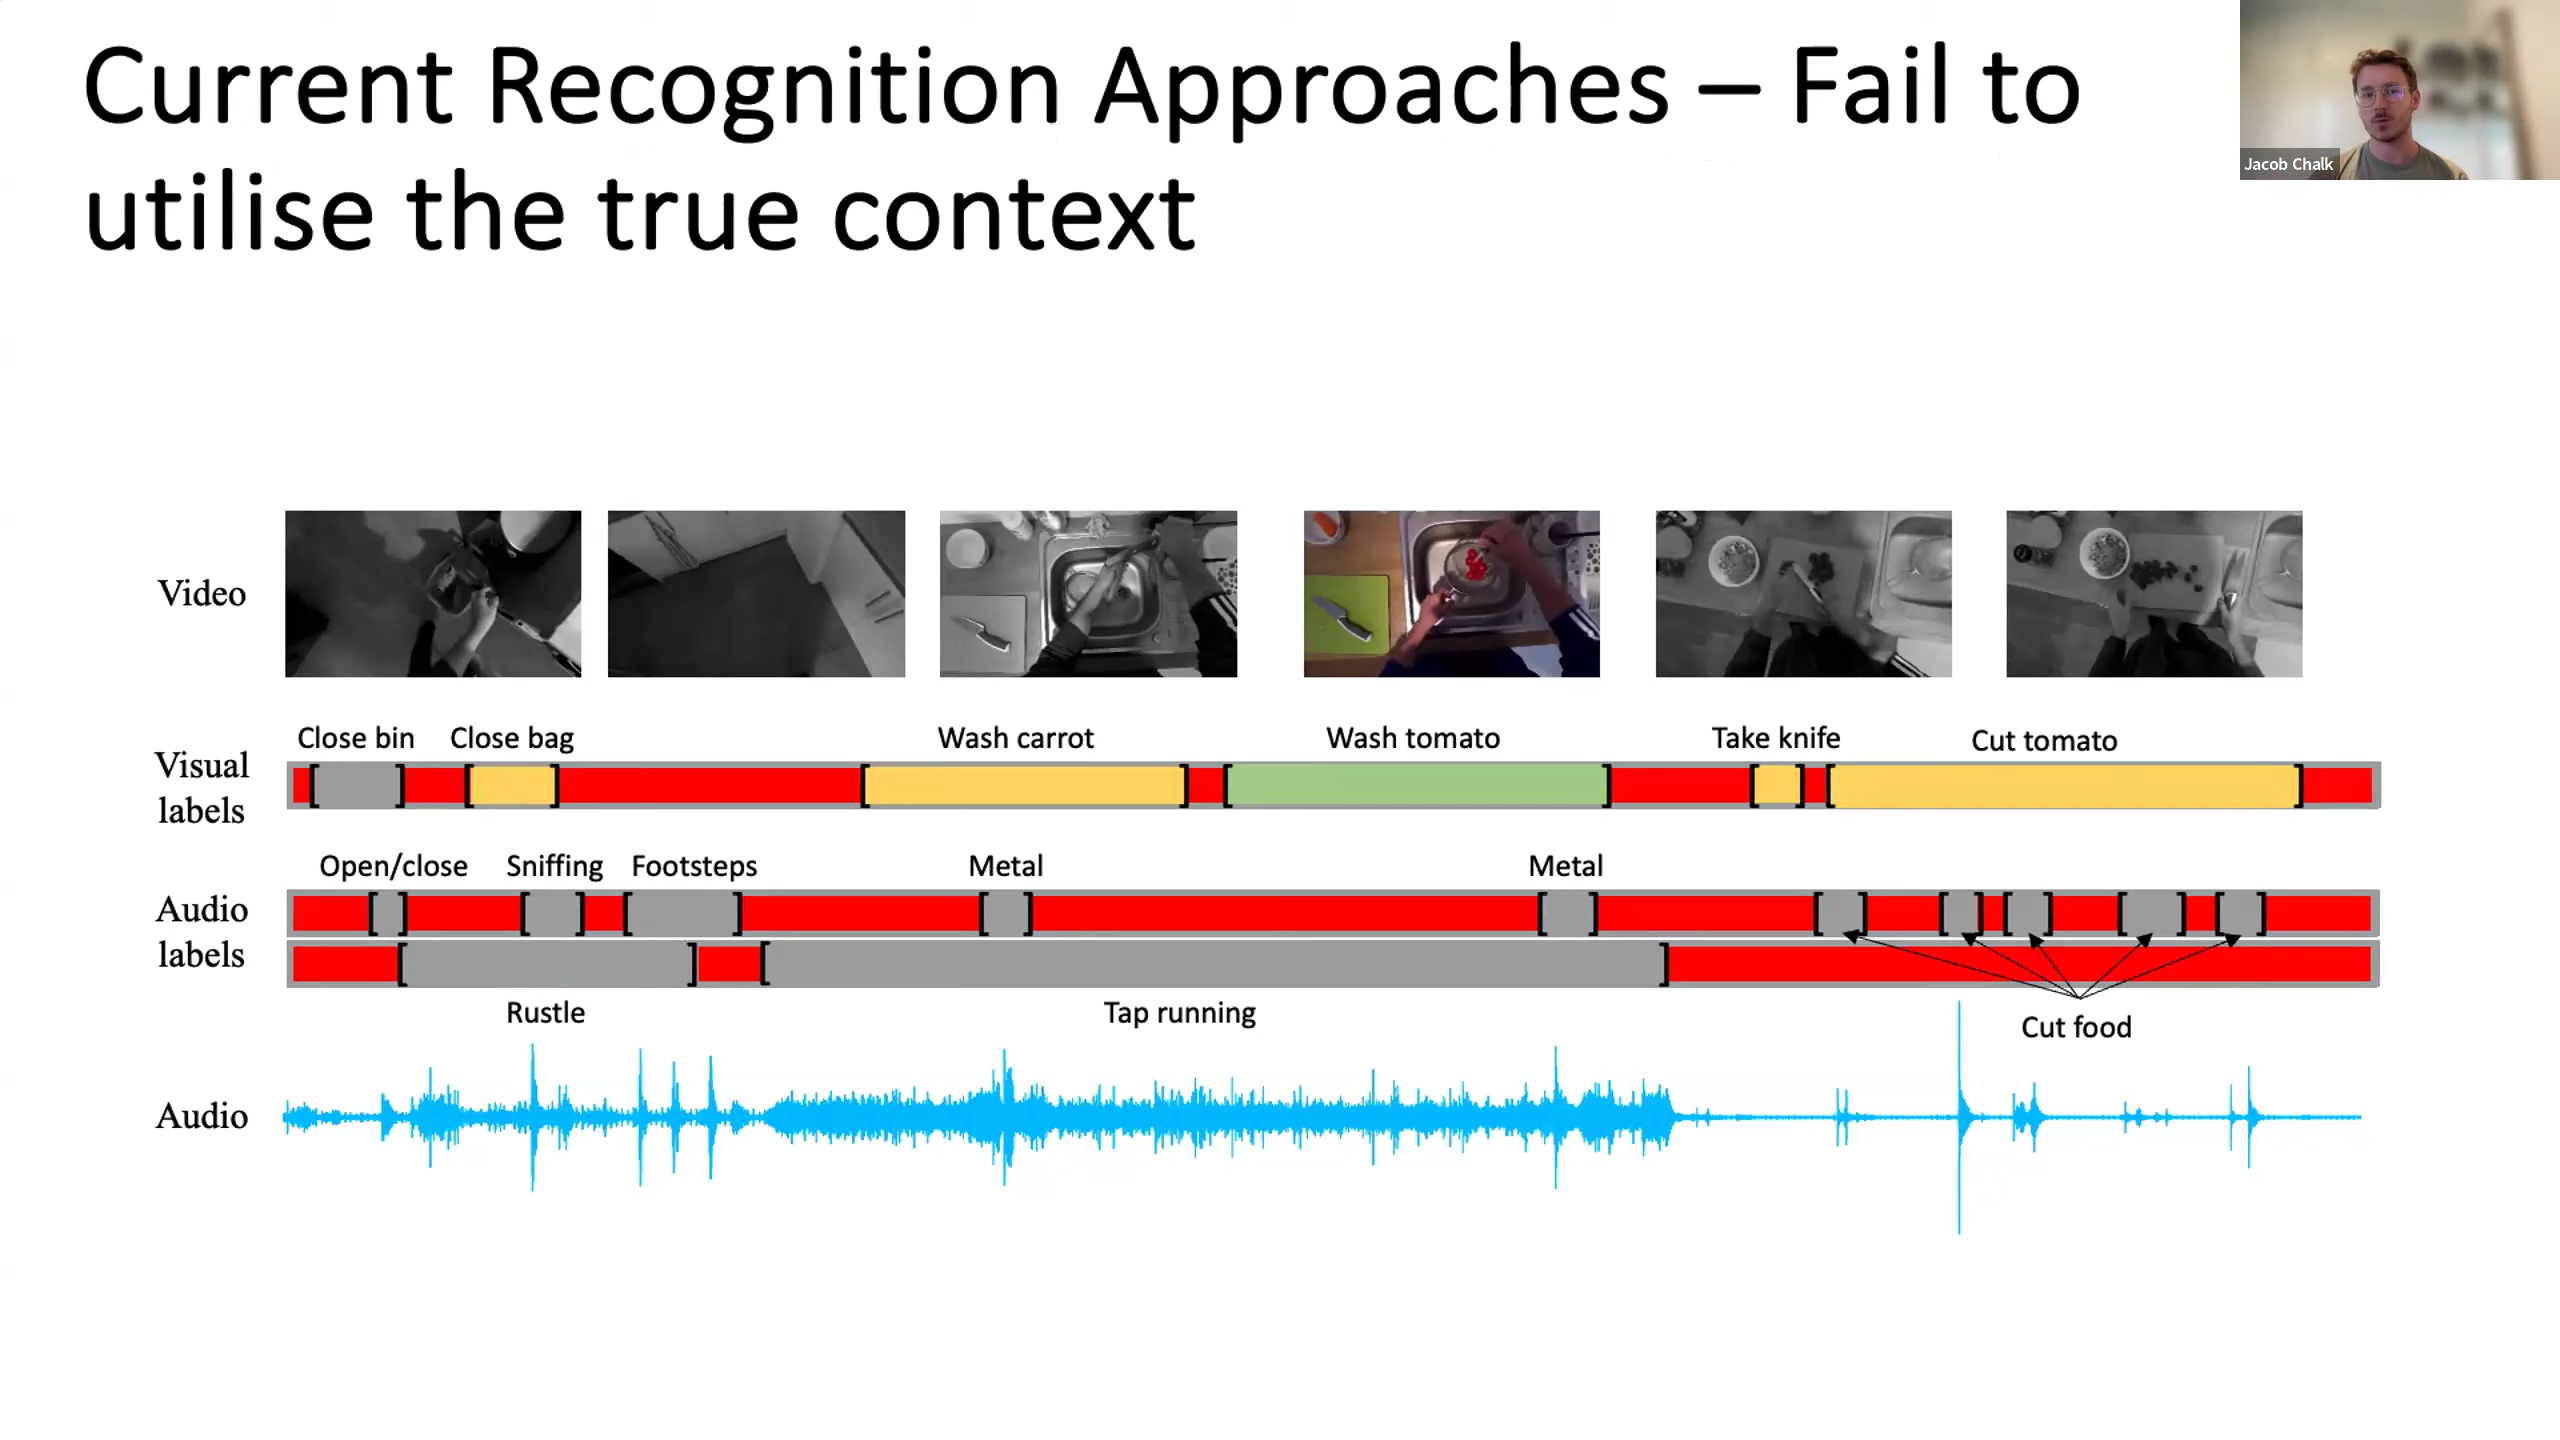 Current Recognition Approaches – Fail to
utilise the true context
Jacob Chalk
Video
Close bin
Close bag
Wash carrot
Wash tomato
Take knife
Cut tomato
Visual
labels
Open/close
Sniffing
Footsteps
Metal
Metal
Audio
labels
Rustle
Tap running
Cut food
Audio